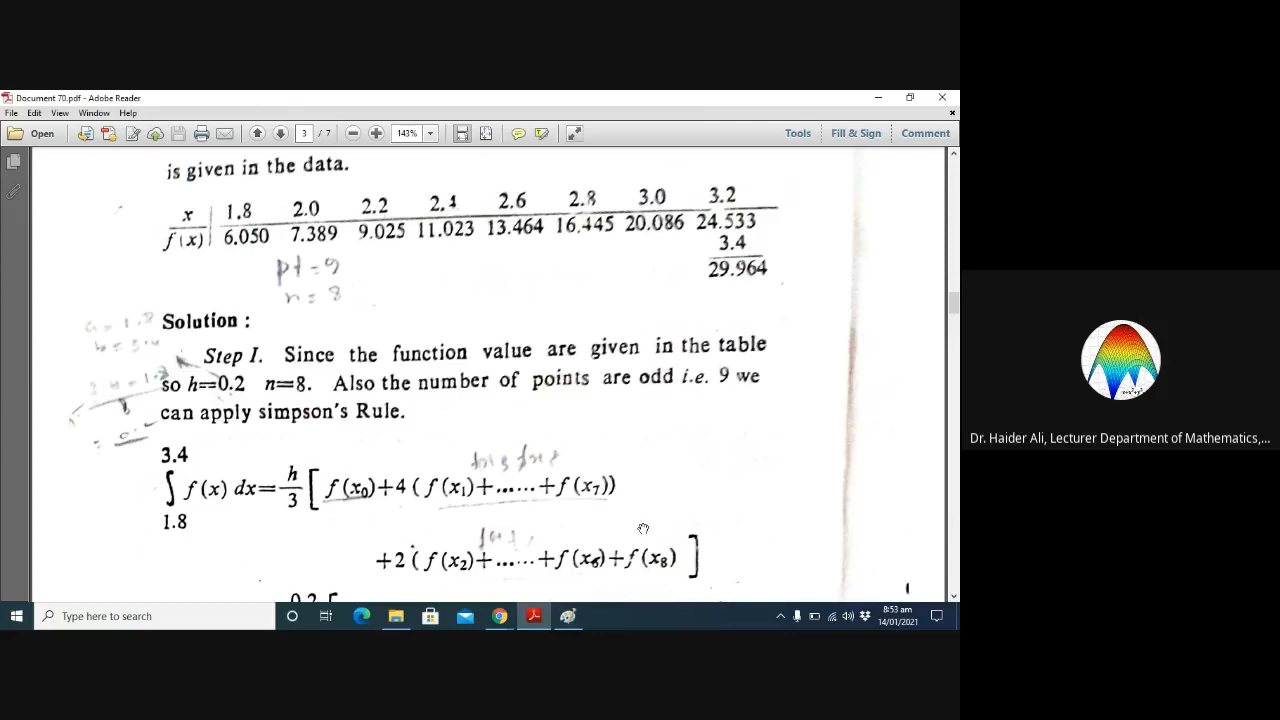 Document 70.pdf - Adobe Reader
File Edit View Window Help
Open 3 / 7 143% Tools Fill & Sign Comment
is given in the data.
x 1.8 2.0 2.2 2.4 2.6 2.8 3.0 3.2
f(x) 6.050 7.389 9.025 11.023 13.464 16.445 20.086 24.533
3.4
29.964
pt = 9
n = 8
Solution :
Step I. Since the function value are given in the table
so h=0.2 n=8. Also the number of points are odd i.e. 9 we
can apply simpson's Rule.
3.4
∫ f(x) dx = h/3 [ f(x₀)+4 ( f(x₁)+......+f(x₇))
1.8
+2 ( f(x₂)+......+f(x₆)+f(x₈) ]
Dr. Haider Ali, Lecturer Department of Mathematics,...
Type here to search
8:53 am
14/01/2021